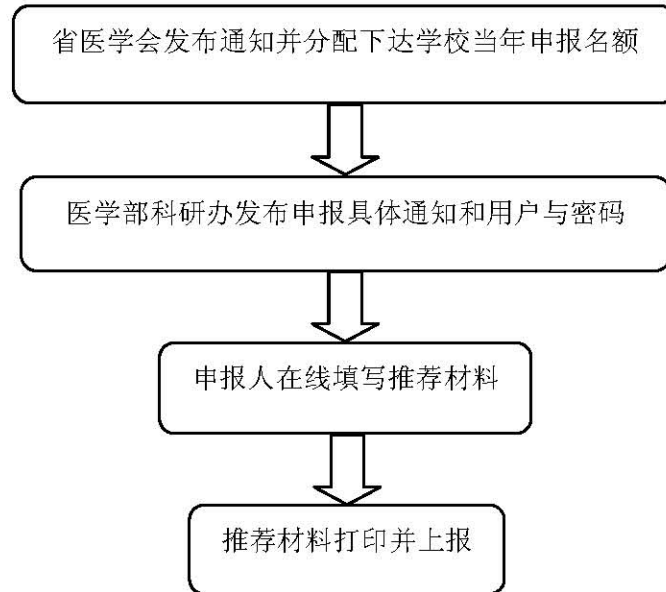 省医学会发布通知并分配下达学校当年申报名额
医学部科研办发布申报具体通知和用户与密码
申报人在线填写推荐材料
推荐材料打印并上报